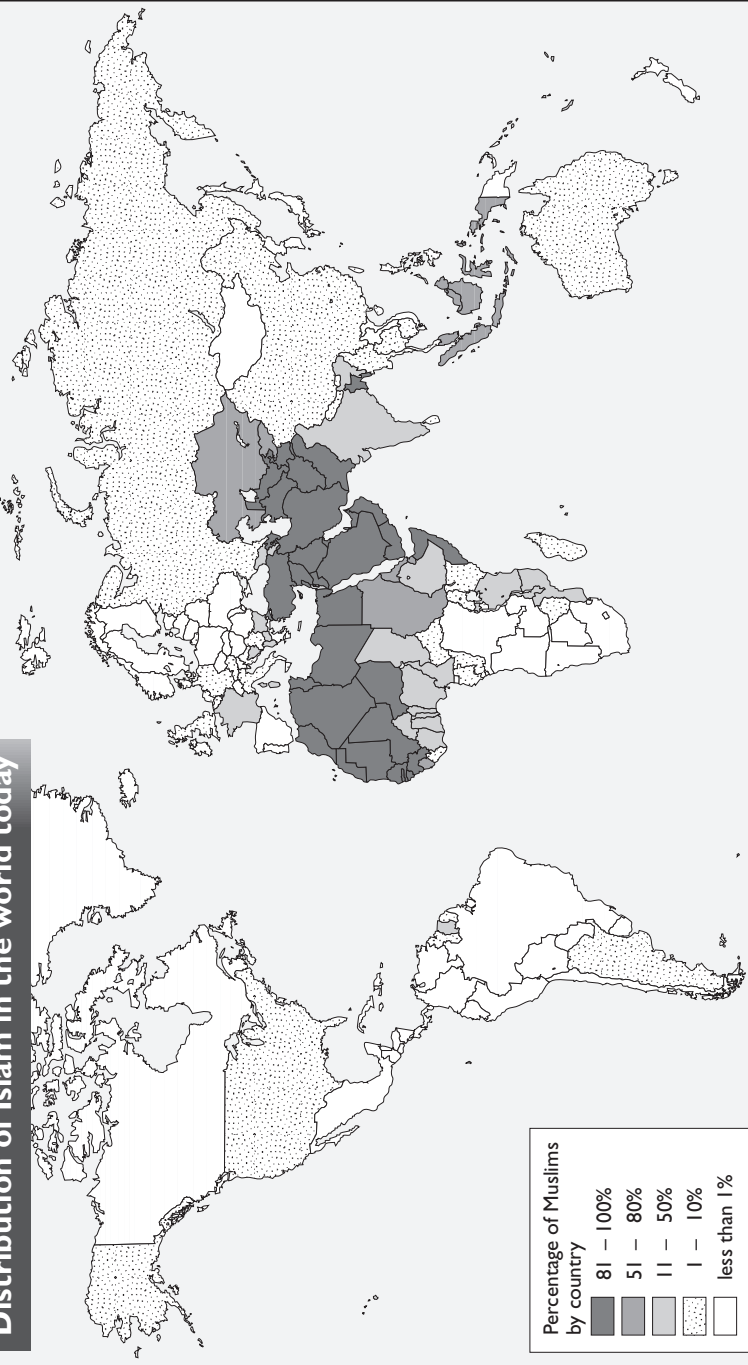 Distribution of Islam in the world today
Percentage of Muslims
by country
81 – 100%
51 – 80%
11 – 50%
1 – 10%
less than 1%